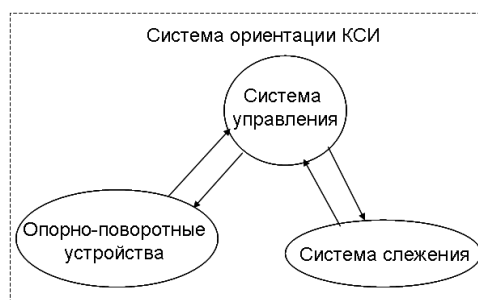 Система ориентации КСИ
Система
управления
Опорно-поворотные
устройства
Система слежения